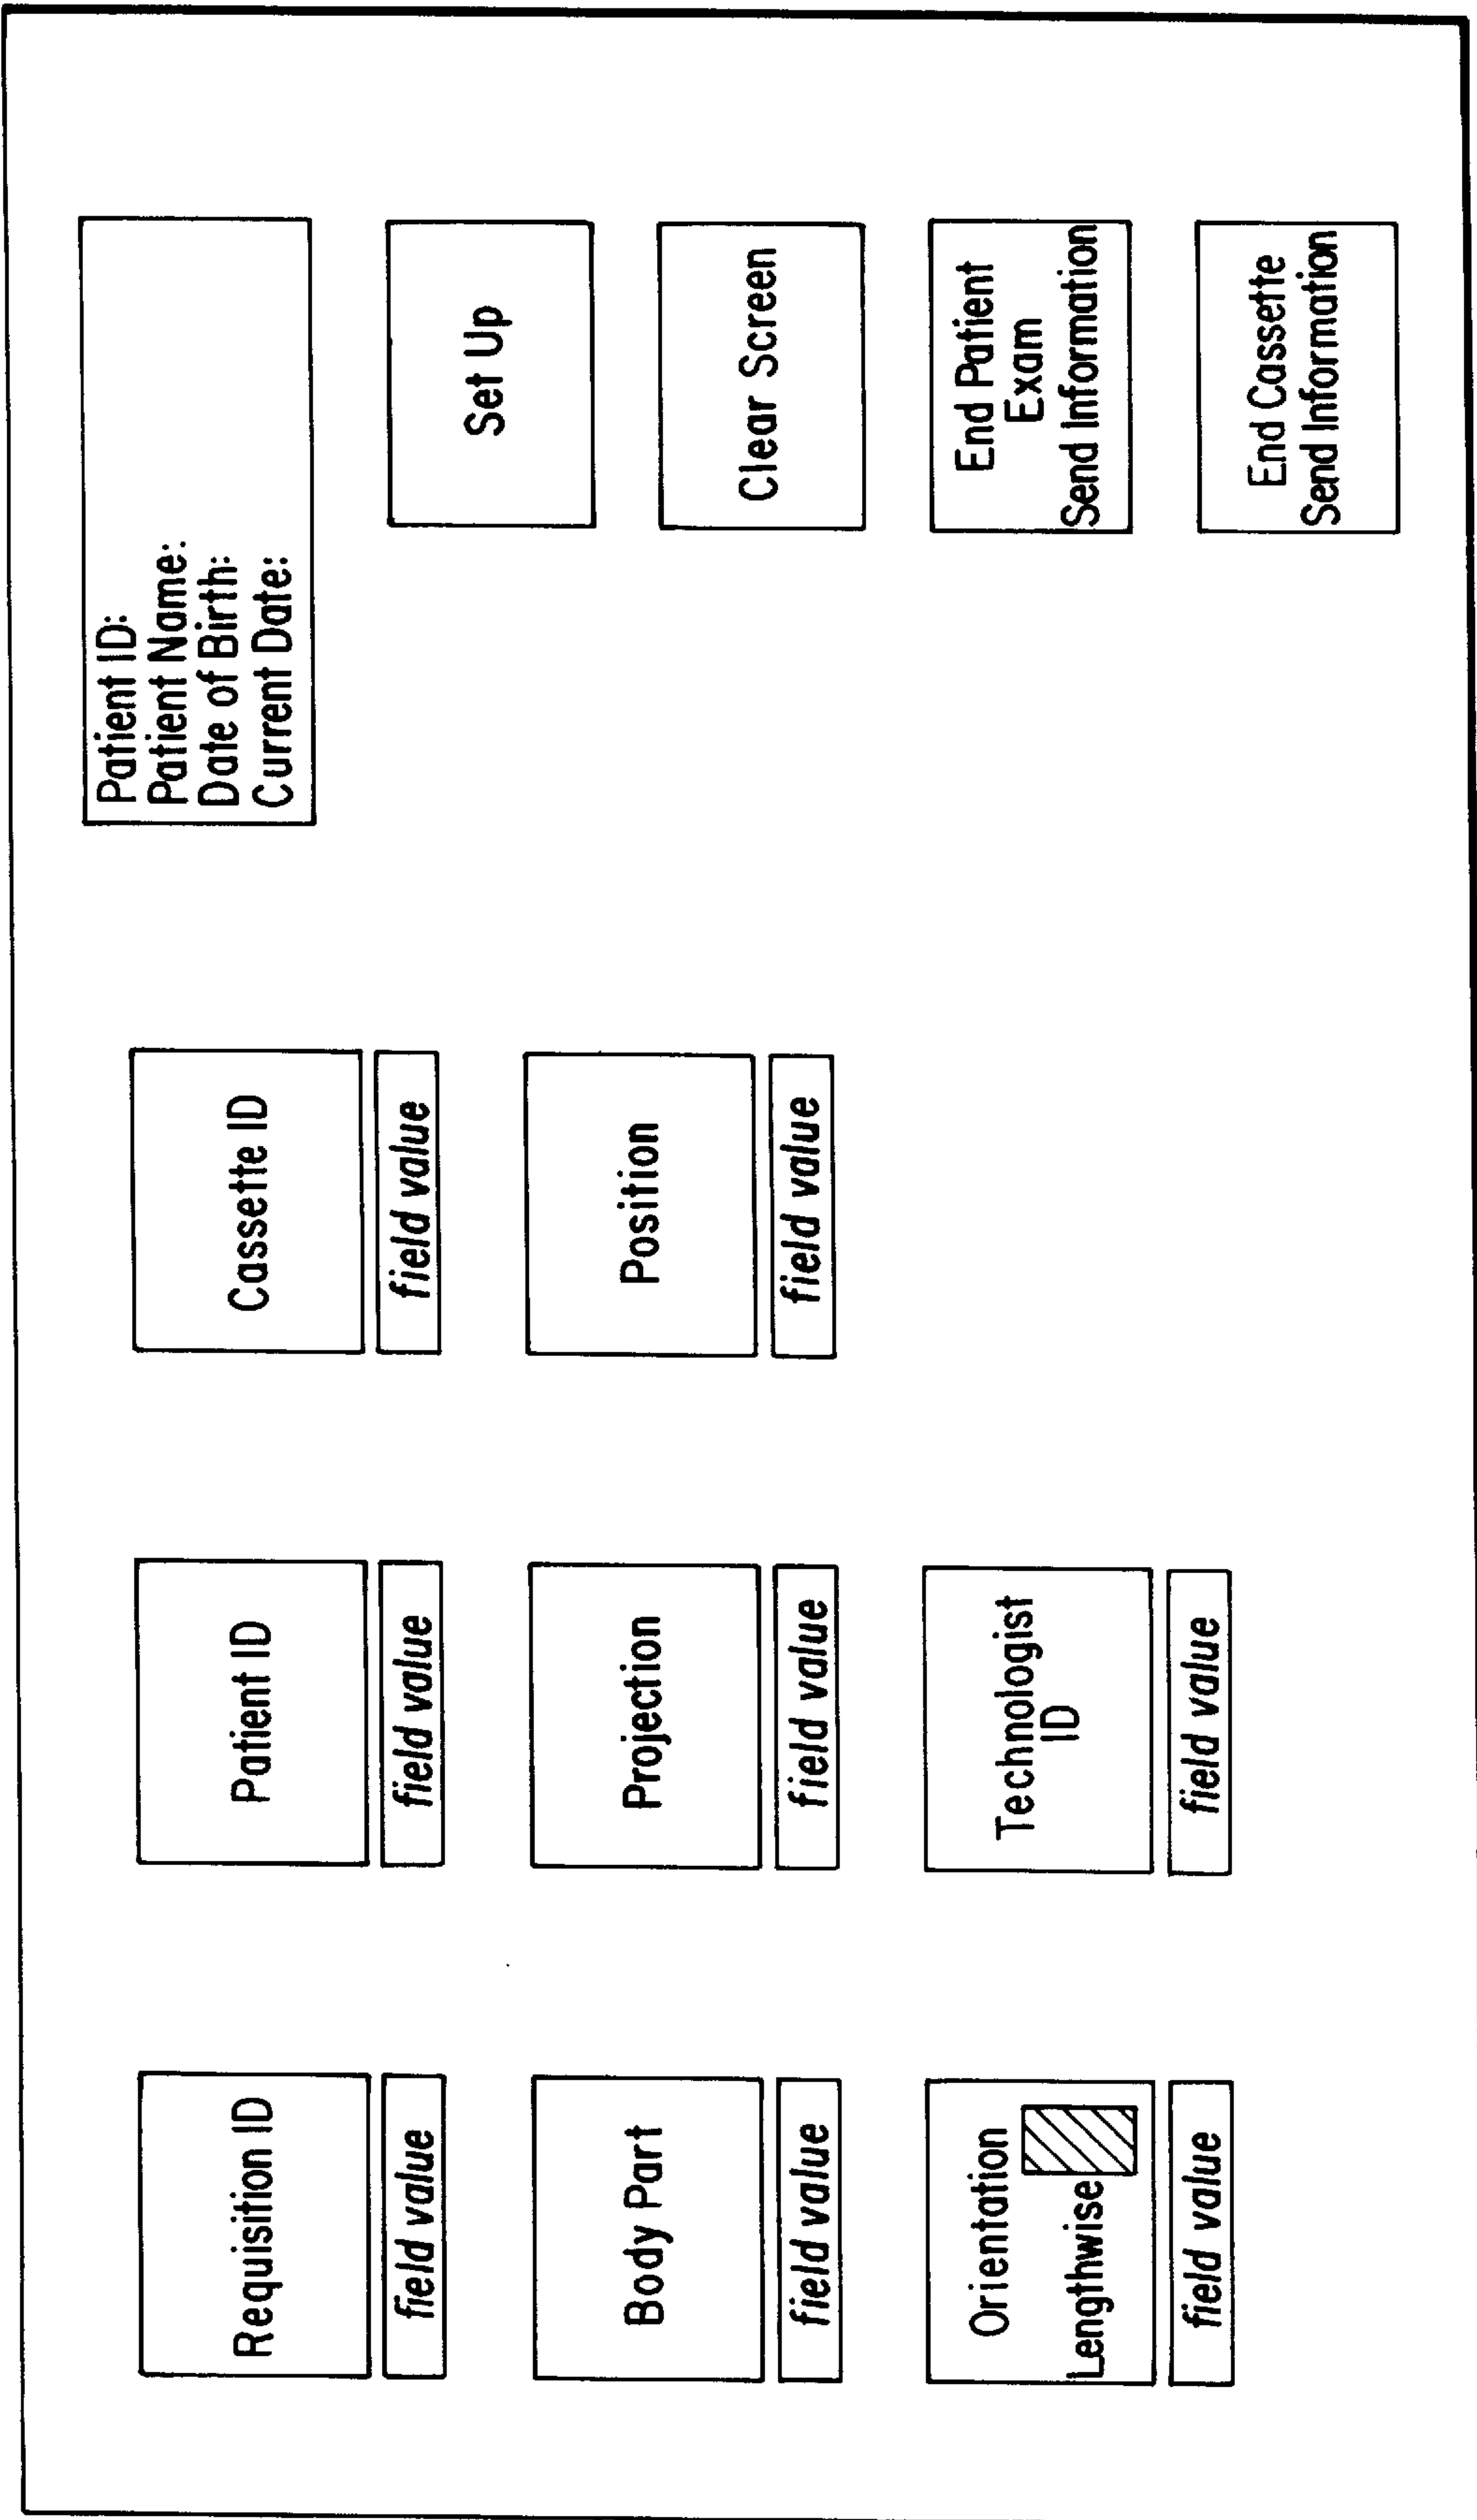 Requisition ID
field value
Patient ID
field value
Cassette ID
field value
Patient ID:
Patient Name:
Date of Birth:
Current Date:
Body Part
field value
Projection
field value
Position
field value
Set Up
Clear Screen
Orientation
Lengthwise
field value
Technologist
ID
field value
End Patient
Exam
Send Information
End Cassette
Send Information